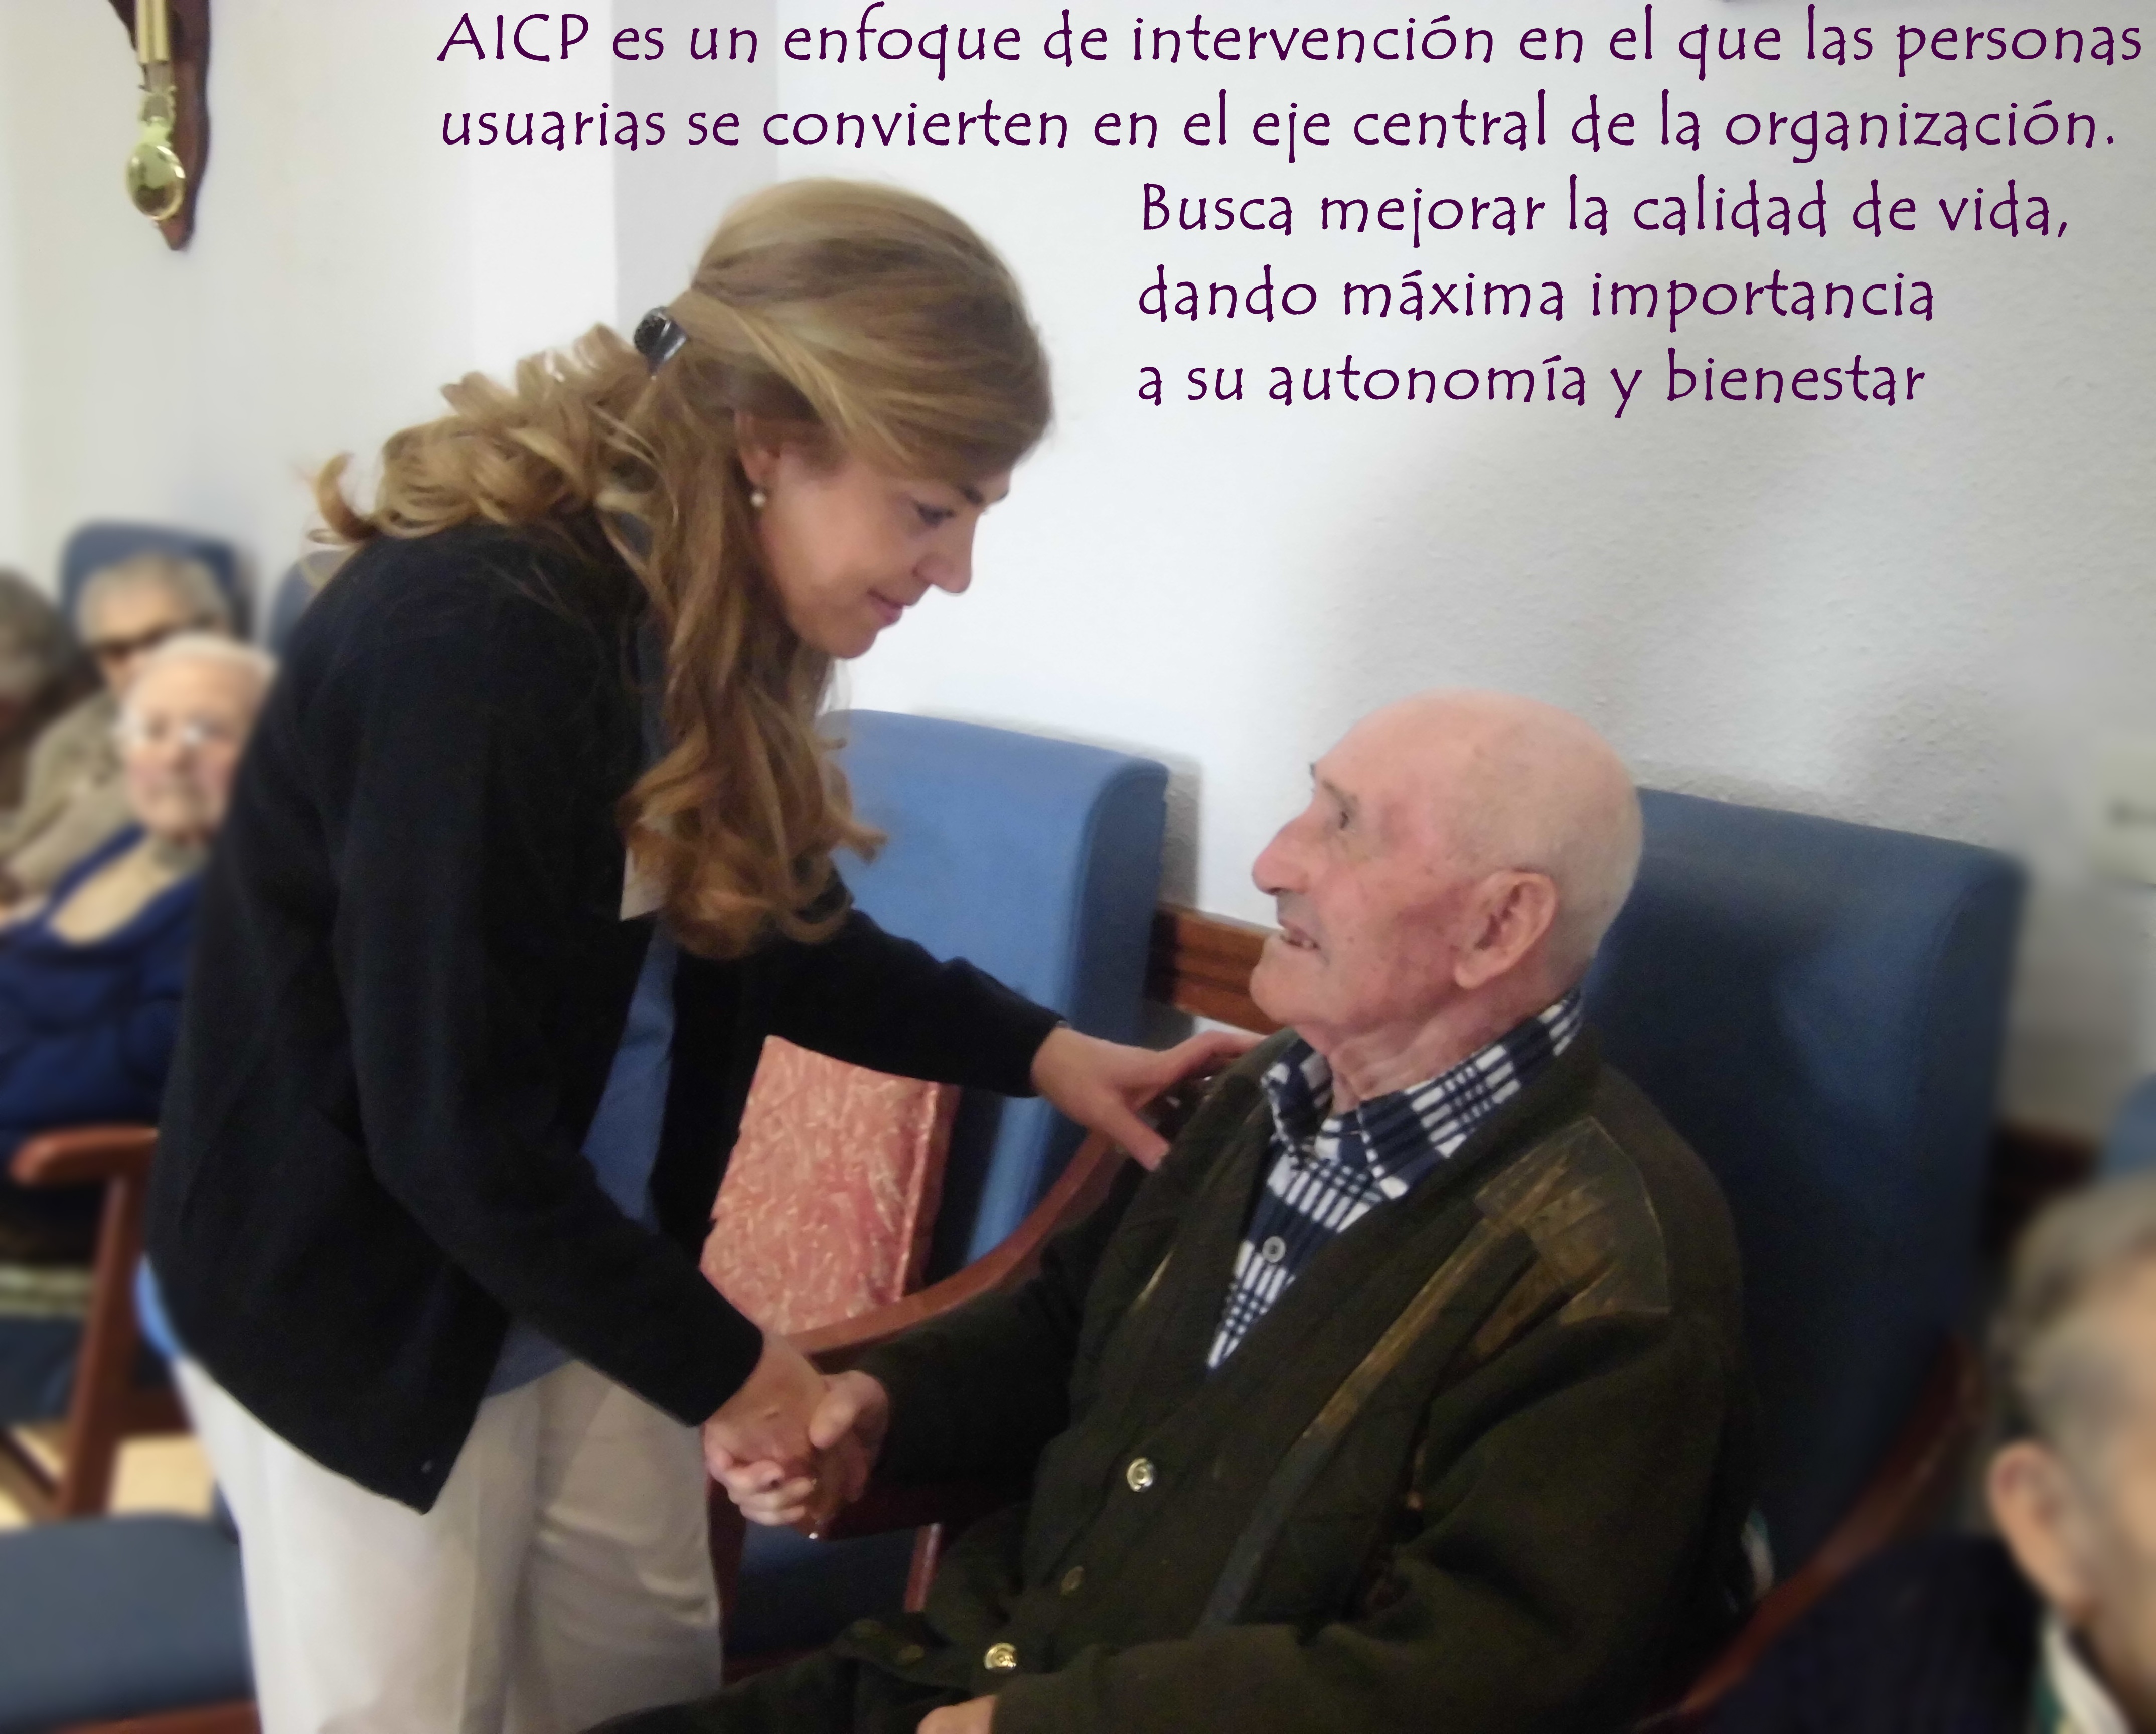 AICP es un enfoque de intervención en el que las personas
usuarias se convierten en el eje central de la organización.
Busca mejorar la calidad de vida,
dando máxima importancia
a su autonomía y bienestar